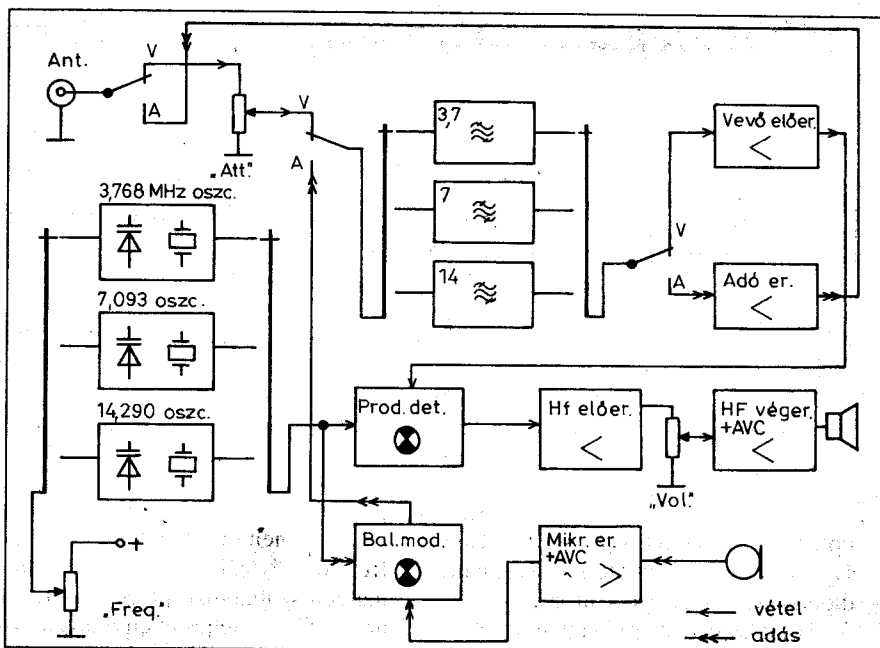 Ant.
V
A
"Att."
V
A
3,7
7
14
V
A
Vevő előer.
Adó er.
3,768 MHz oszc.
7,093 oszc.
14,290 oszc.
Prod. det.
Hf előer.
"Vol."
HF véger.
+AVC
Bal. mod.
Mikr. er.
+AVC
+
"Freq."
vétel
adás